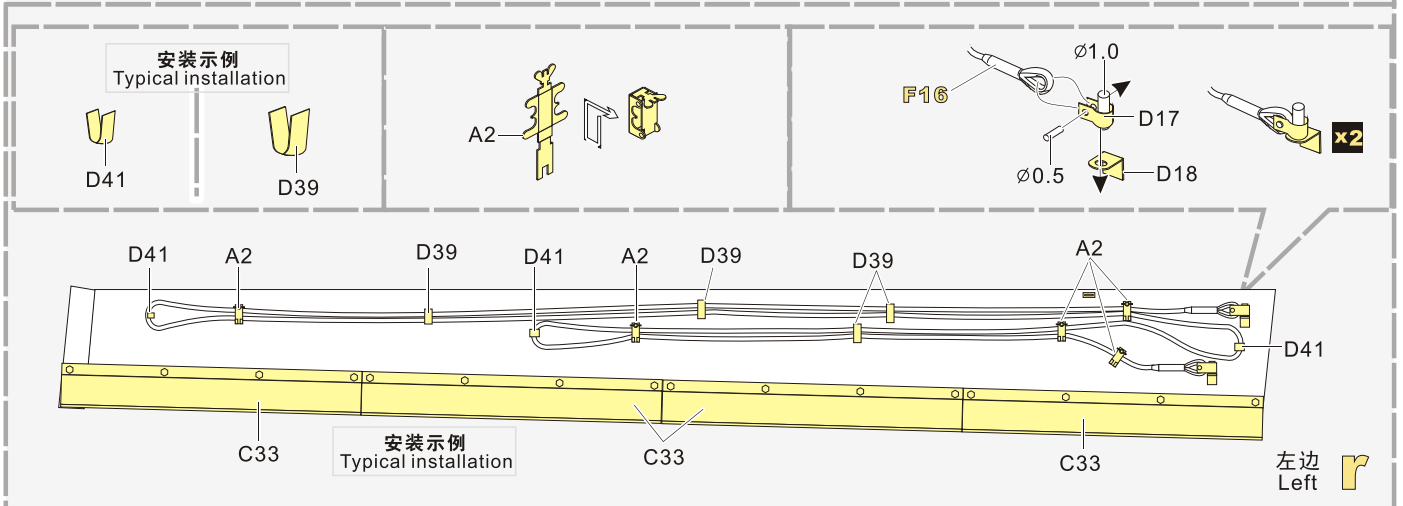 安装示例
Typical installation
D41
D39
A2
F16
Ø1.0
D17
Ø0.5
D18
x2
D41
A2
D39
D41
A2
D39
D39
A2
D41
C33
安装示例
Typical installation
C33
C33
左边
Left
r